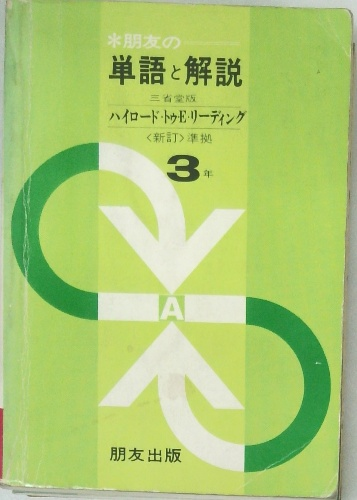 *朋友の
単語と解説
三省堂版
ハイロード・トゥ・E・リーディング
<新訂>準拠
3年
A
朋友出版